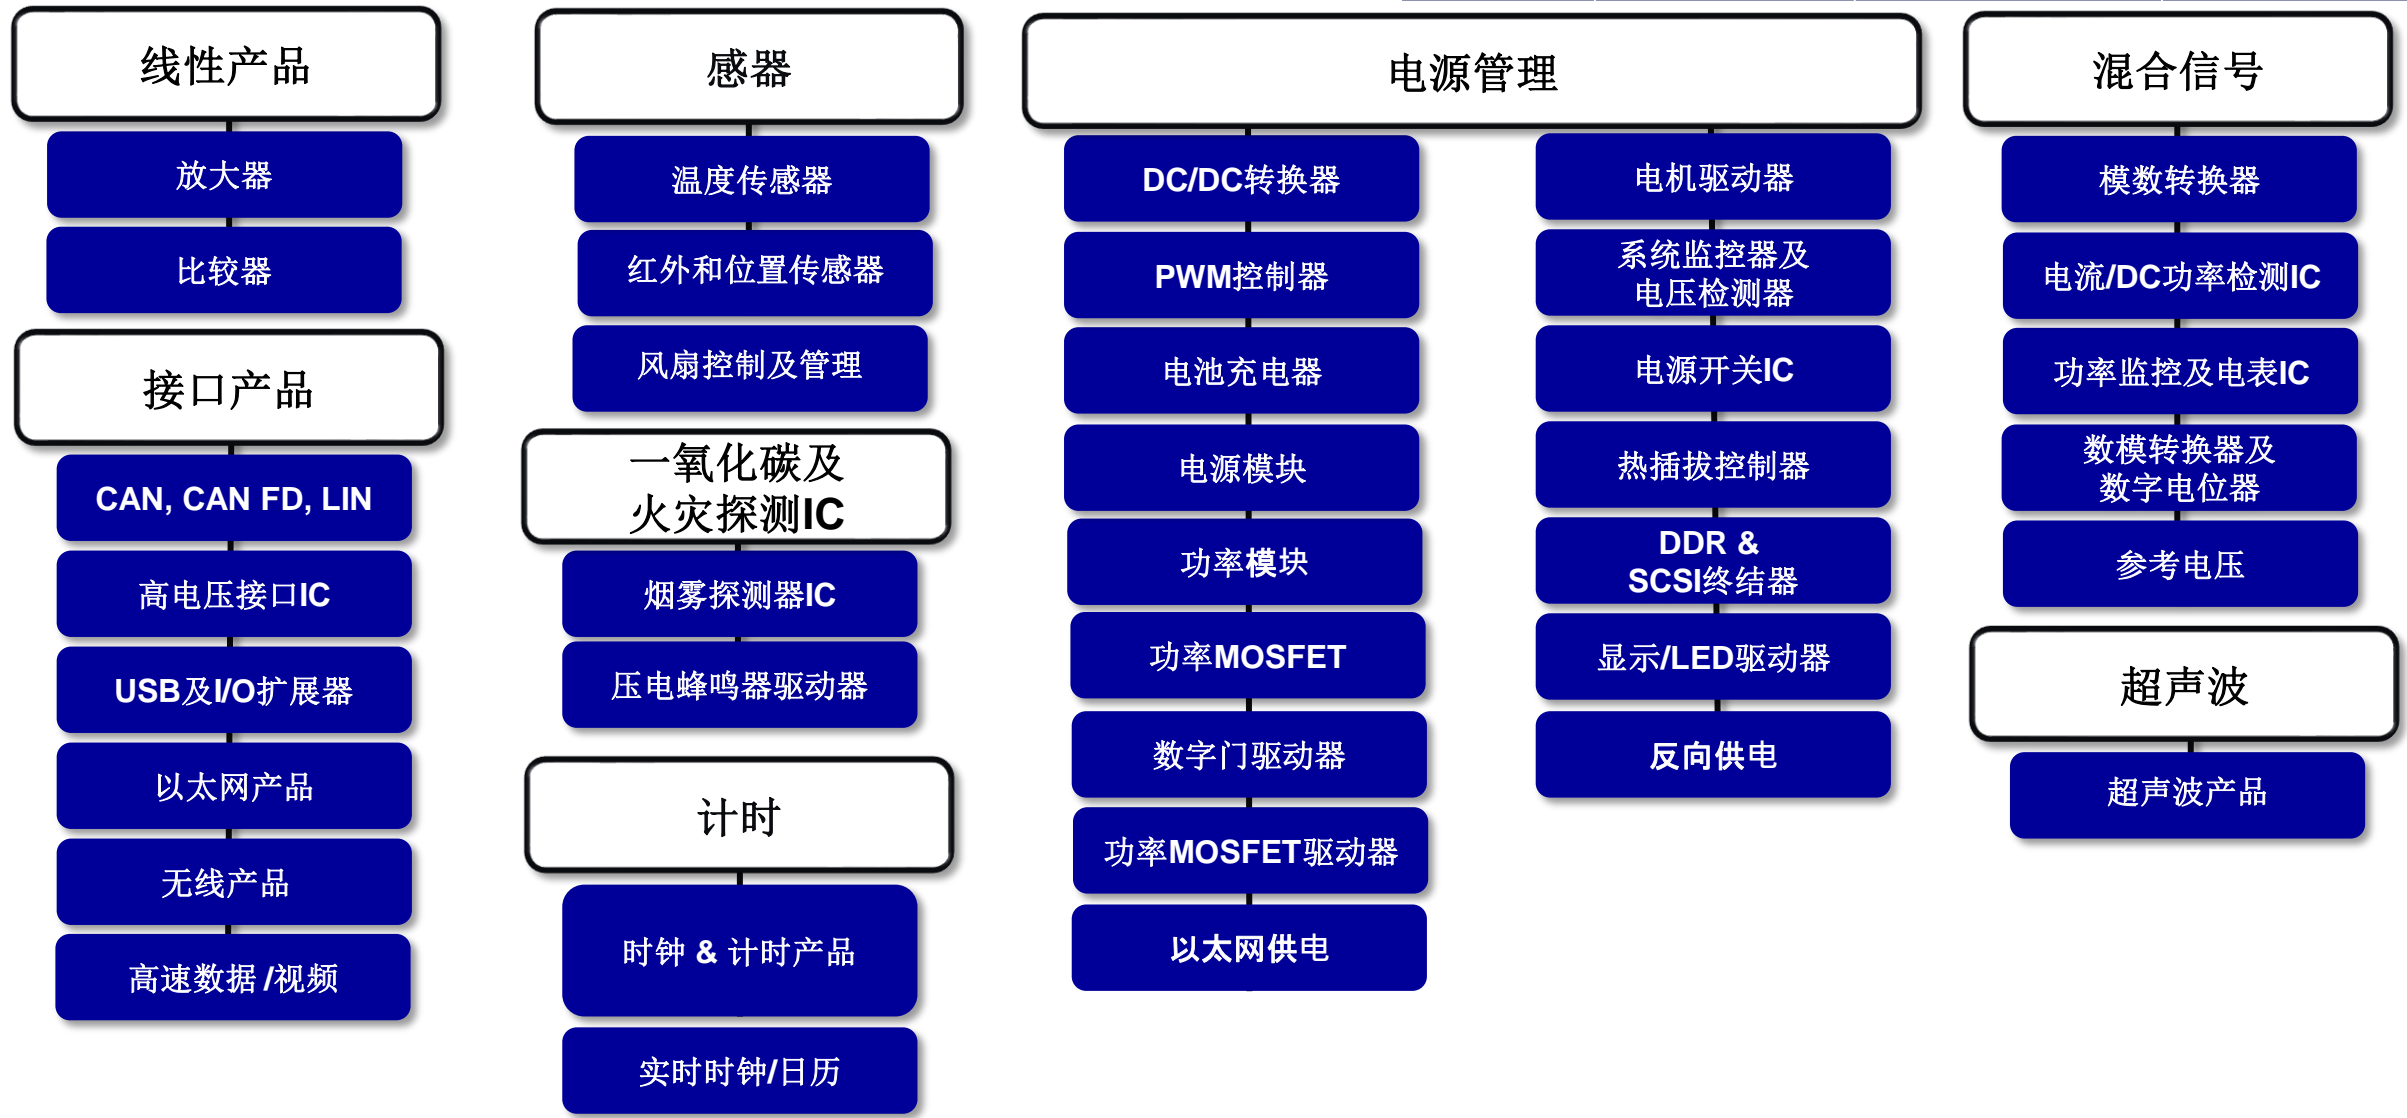 线性产品
放大器
比较器
接口产品
CAN, CAN FD, LIN
高电压接口IC
USB及I/O扩展器
以太网产品
无线产品
高速数据 /视频
感器
温度传感器
红外和位置传感器
风扇控制及管理
一氧化碳及
火灾探测IC
烟雾探测器IC
压电蜂鸣器驱动器
计时
时钟 & 计时产品
实时时钟/日历
电源管理
DC/DC转换器
PWM控制器
电池充电器
电源模块
功率模块
功率MOSFET
数字门驱动器
功率MOSFET驱动器
以太网供电
电机驱动器
系统监控器及
电压检测器
电源开关IC
热插拔控制器
DDR &
SCSI终结器
显示/LED驱动器
反向供电
混合信号
模数转换器
电流/DC功率检测IC
功率监控及电表IC
数模转换器及
数字电位器
参考电压
超声波
超声波产品